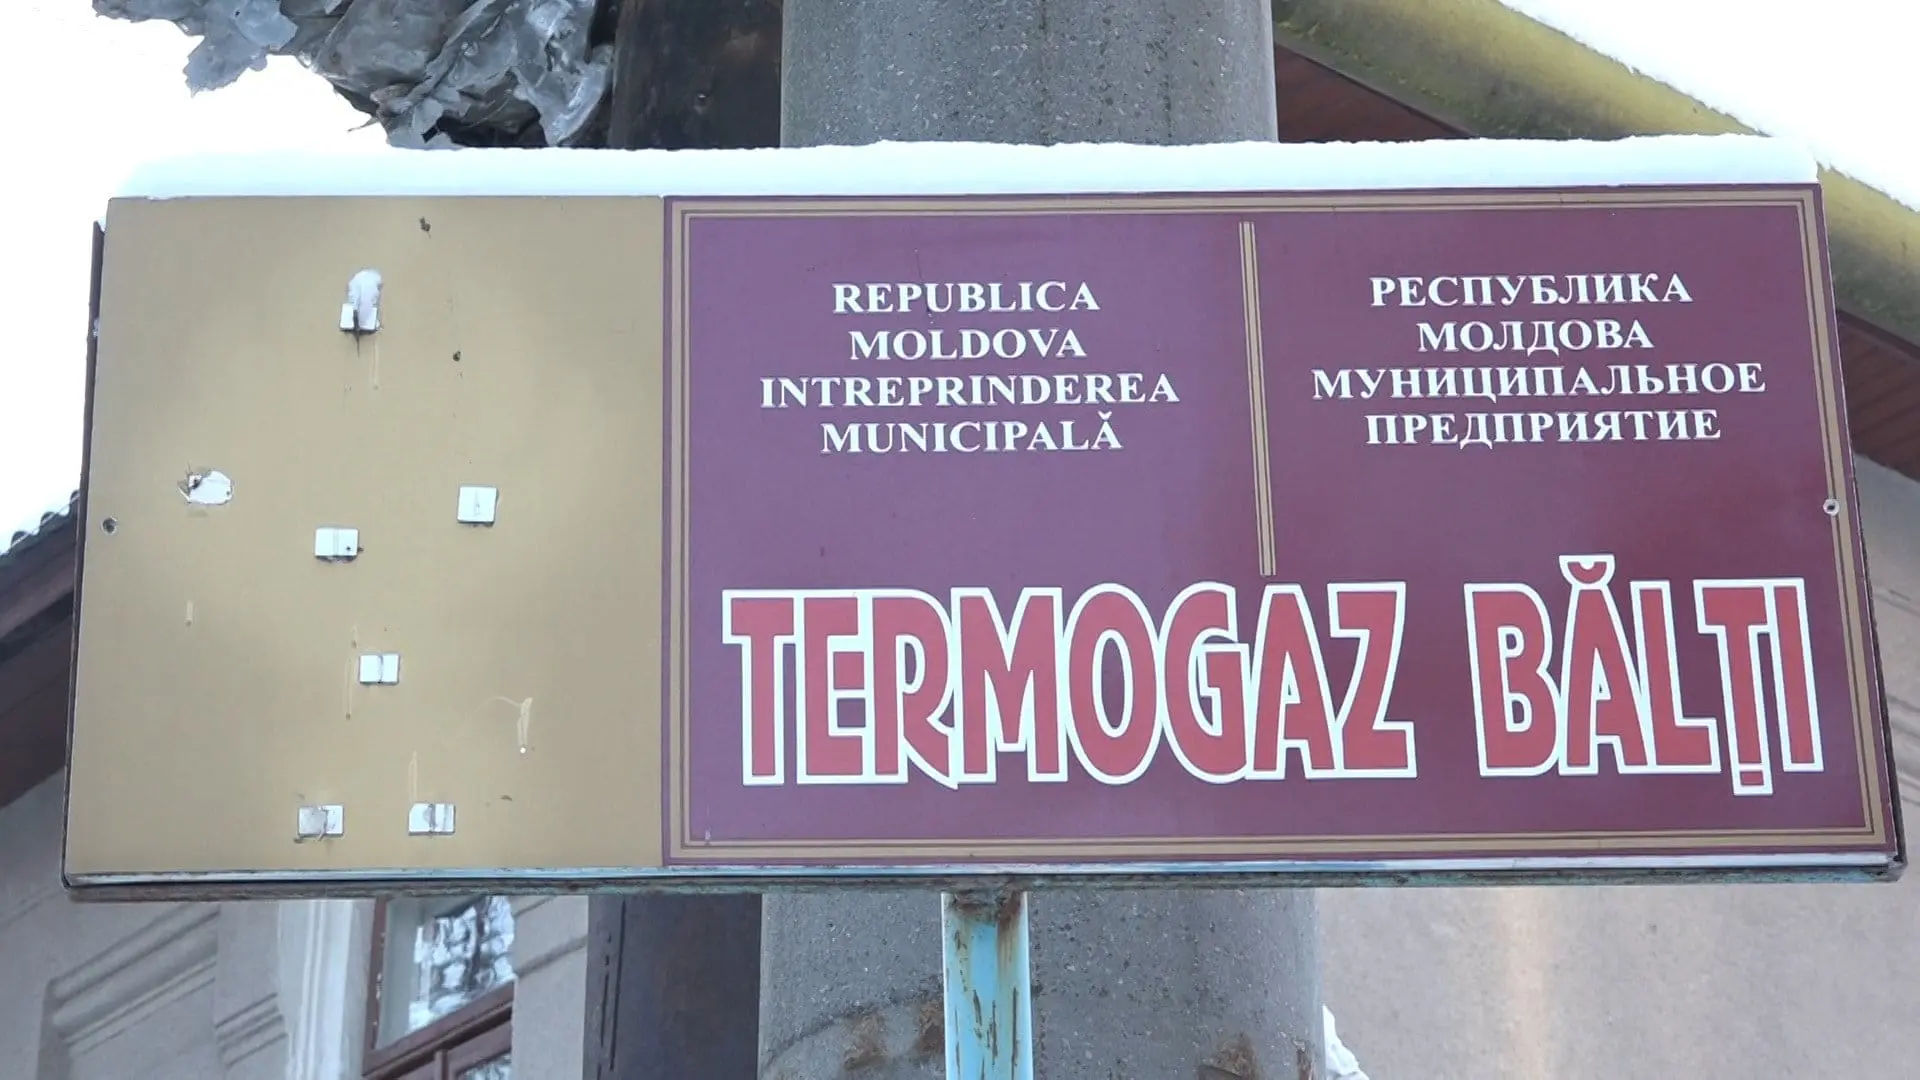 REPUBLICA
MOLDOVA
INTREPRINDEREA
MUNICIPALĂ
РЕСПУБЛИКА
МОЛДОВА
МУНИЦИПАЛЬНОЕ
ПРЕДПРИЯТИЕ
TERMOGAZ BĂLȚI